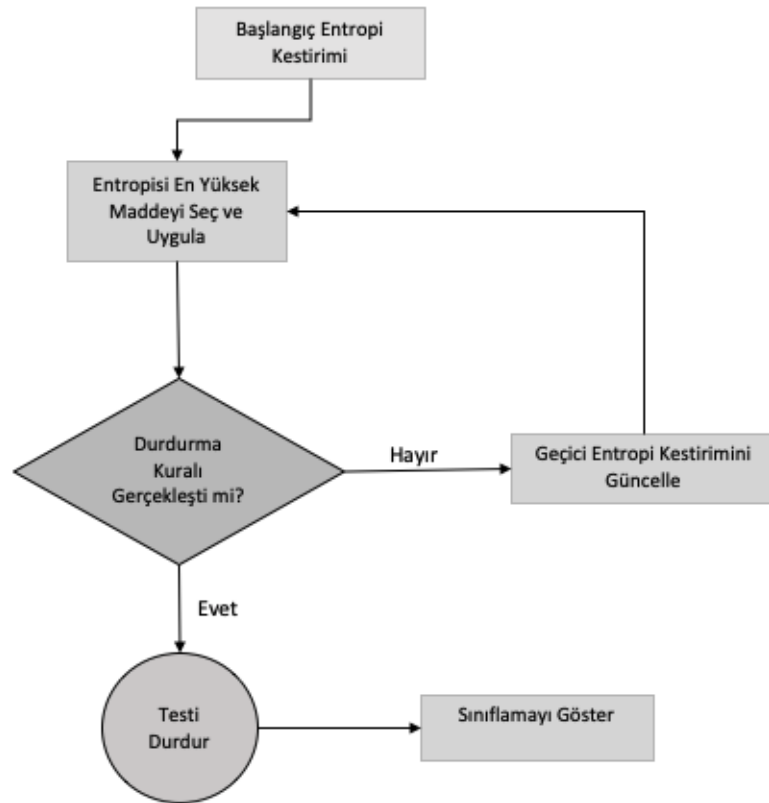 Başlangıç Entropi
Kestirimi
Entropisi En Yüksek
Maddeyi Seç ve
Uygula
Durdurma
Kuralı
Gerçekleşti mi?
Hayır
Geçici Entropi Kestirimini
Güncelle
Evet
Testi
Durdur
Sınıflamayı Göster